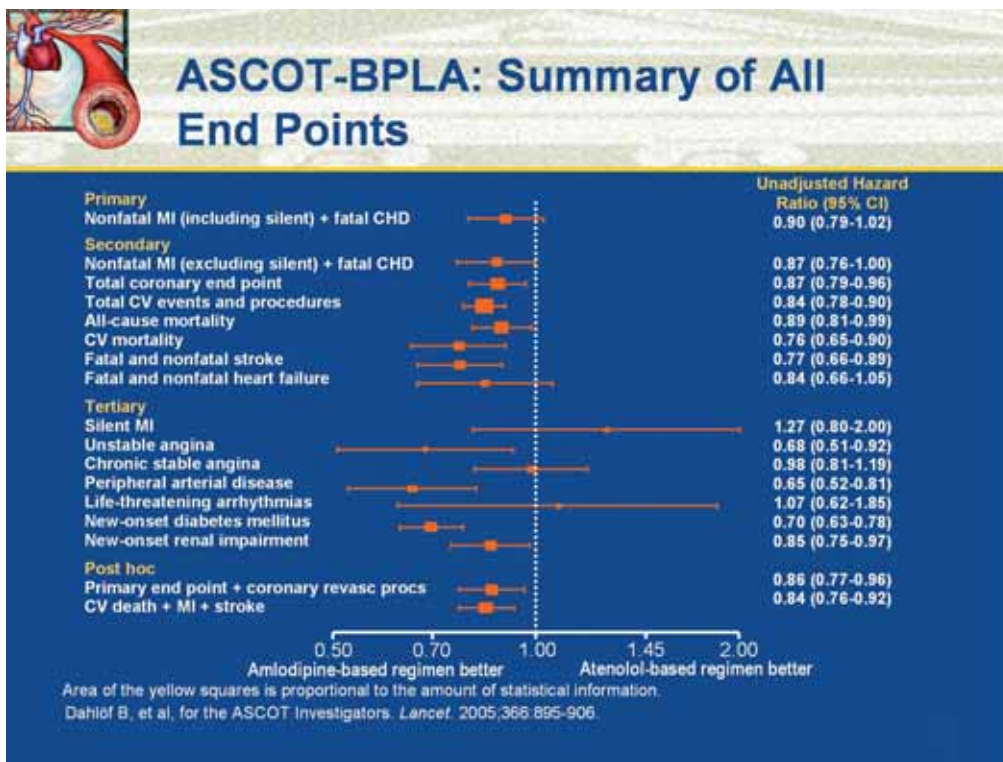 ASCOT-BPLA: Summary of All
End Points
Unadjusted Hazard
Ratio (95% CI)
Primary
Nonfatal MI (including silent) + fatal CHD 0.90 (0.79-1.02)
Secondary
Nonfatal MI (excluding silent) + fatal CHD 0.87 (0.76-1.00)
Total coronary end point 0.87 (0.79-0.96)
Total CV events and procedures 0.84 (0.78-0.90)
All-cause mortality 0.89 (0.81-0.99)
CV mortality 0.76 (0.65-0.90)
Fatal and nonfatal stroke 0.77 (0.66-0.89)
Fatal and nonfatal heart failure 0.84 (0.66-1.05)
Tertiary
Silent MI 1.27 (0.80-2.00)
Unstable angina 0.68 (0.51-0.92)
Chronic stable angina 0.98 (0.81-1.19)
Peripheral arterial disease 0.65 (0.52-0.81)
Life-threatening arrhythmias 1.07 (0.62-1.85)
New-onset diabetes mellitus 0.70 (0.63-0.78)
New-onset renal impairment 0.85 (0.75-0.97)
Post hoc
Primary end point + coronary revasc procs 0.86 (0.77-0.96)
CV death + MI + stroke 0.84 (0.76-0.92)
0.50 0.70 1.00 1.45 2.00
Amlodipine-based regimen better Atenolol-based regimen better
Area of the yellow squares is proportional to the amount of statistical information.
Dahlöf B, et al, for the ASCOT Investigators. Lancet. 2005;366:895-906.